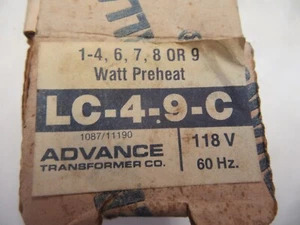 1-4, 6, 7, 8 OR 9
Watt Preheat
LC-4-9-C
1087/11190
ADVANCE
TRANSFORMER CO.
118 V
60 Hz.